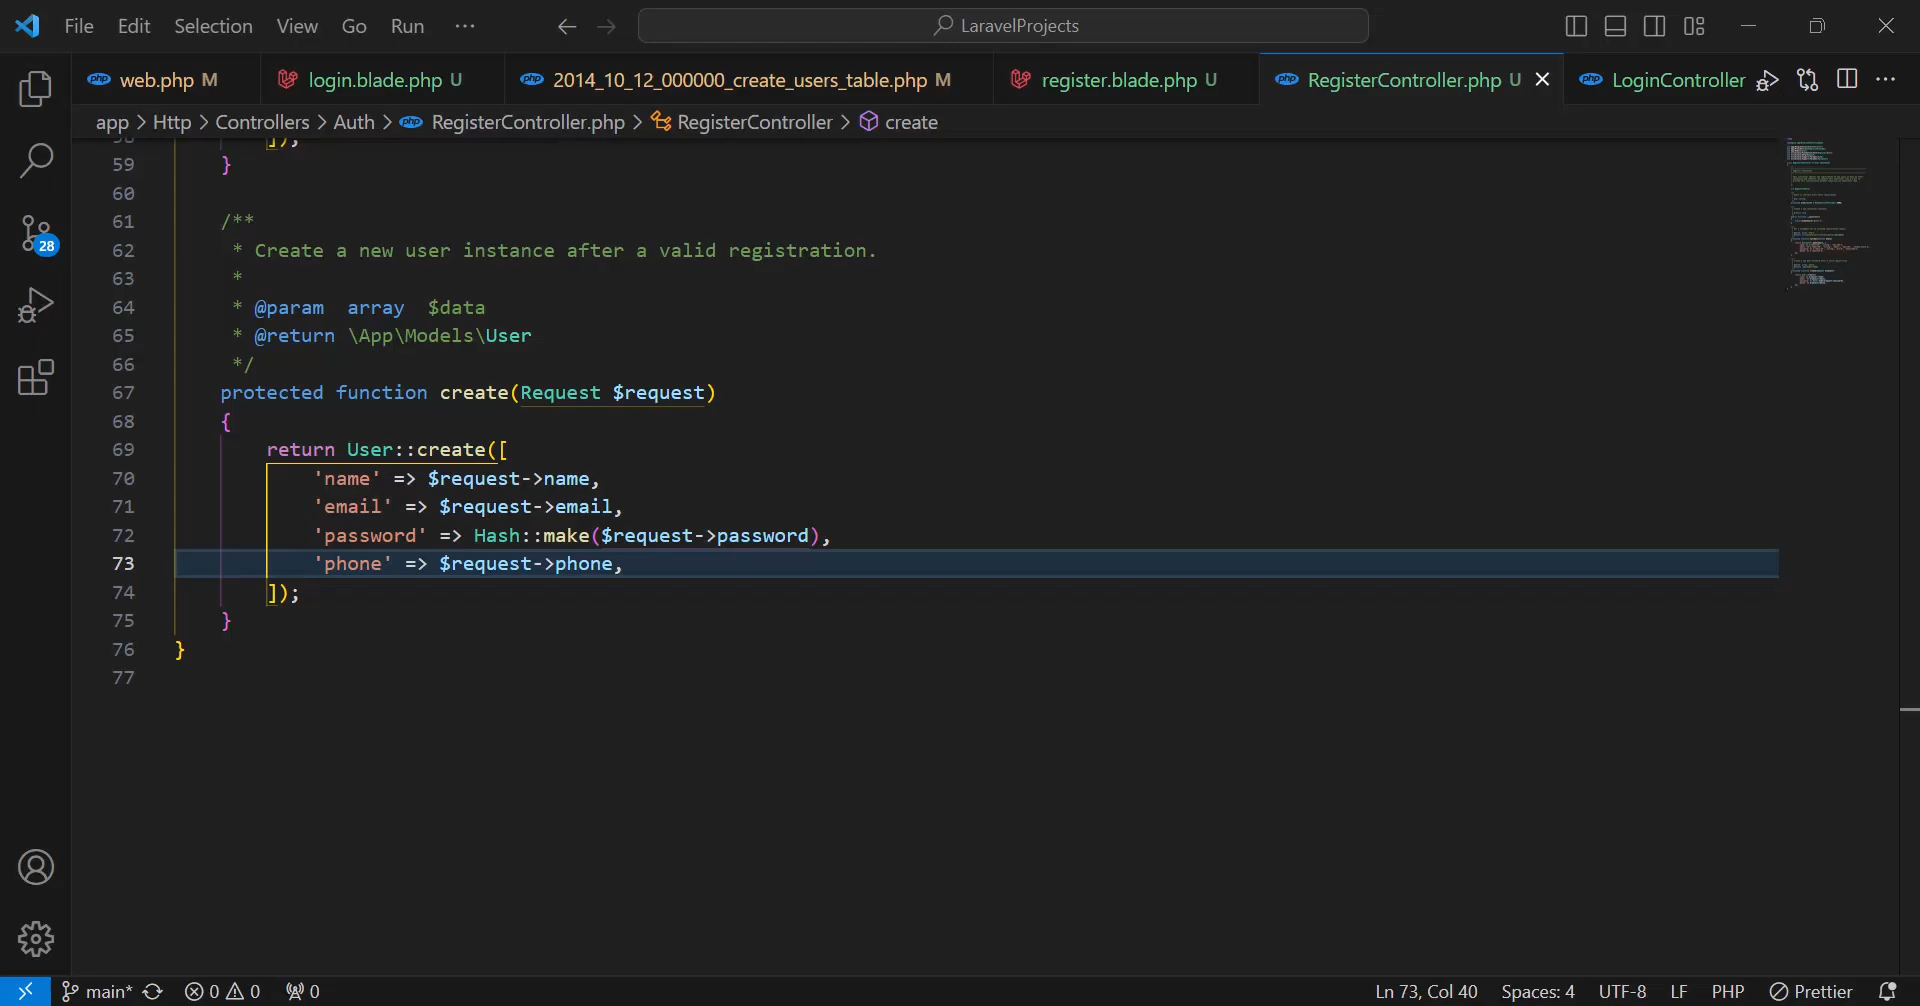 File Edit Selection View Go Run ··· LaravelProjects
web.php M login.blade.php U 2014_10_12_000000_create_users_table.php M register.blade.php U RegisterController.php U LoginController
app > Http > Controllers > Auth > RegisterController.php > RegisterController > create
]);
59 }
60
61 /**
62 * Create a new user instance after a valid registration.
63 *
64 * @param  array  $data
65 * @return \App\Models\User
66 */
67 protected function create(Request $request)
68 {
69 return User::create([
70 'name' => $request->name,
71 'email' => $request->email,
72 'password' => Hash::make($request->password),
73 'phone' => $request->phone,
74 ]);
75 }
76 }
77
28
main* 0 0 0 Ln 73, Col 40 Spaces: 4 UTF-8 LF PHP Prettier